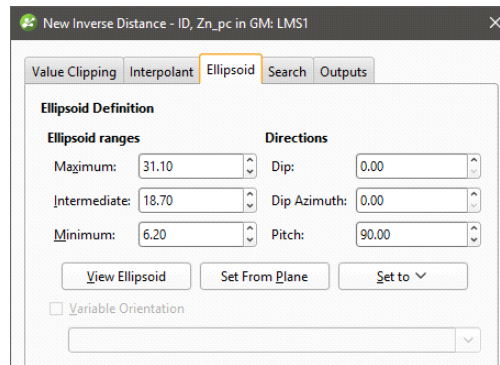 New Inverse Distance - ID, Zn_pc in GM: LMS1
Value Clipping Interpolant Ellipsoid Search Outputs
Ellipsoid Definition
Ellipsoid ranges Directions
Maximum: 31.10 Dip: 0.00
Intermediate: 18.70 Dip Azimuth: 0.00
Minimum: 6.20 Pitch: 90.00
View Ellipsoid Set From Plane Set to
Variable Orientation